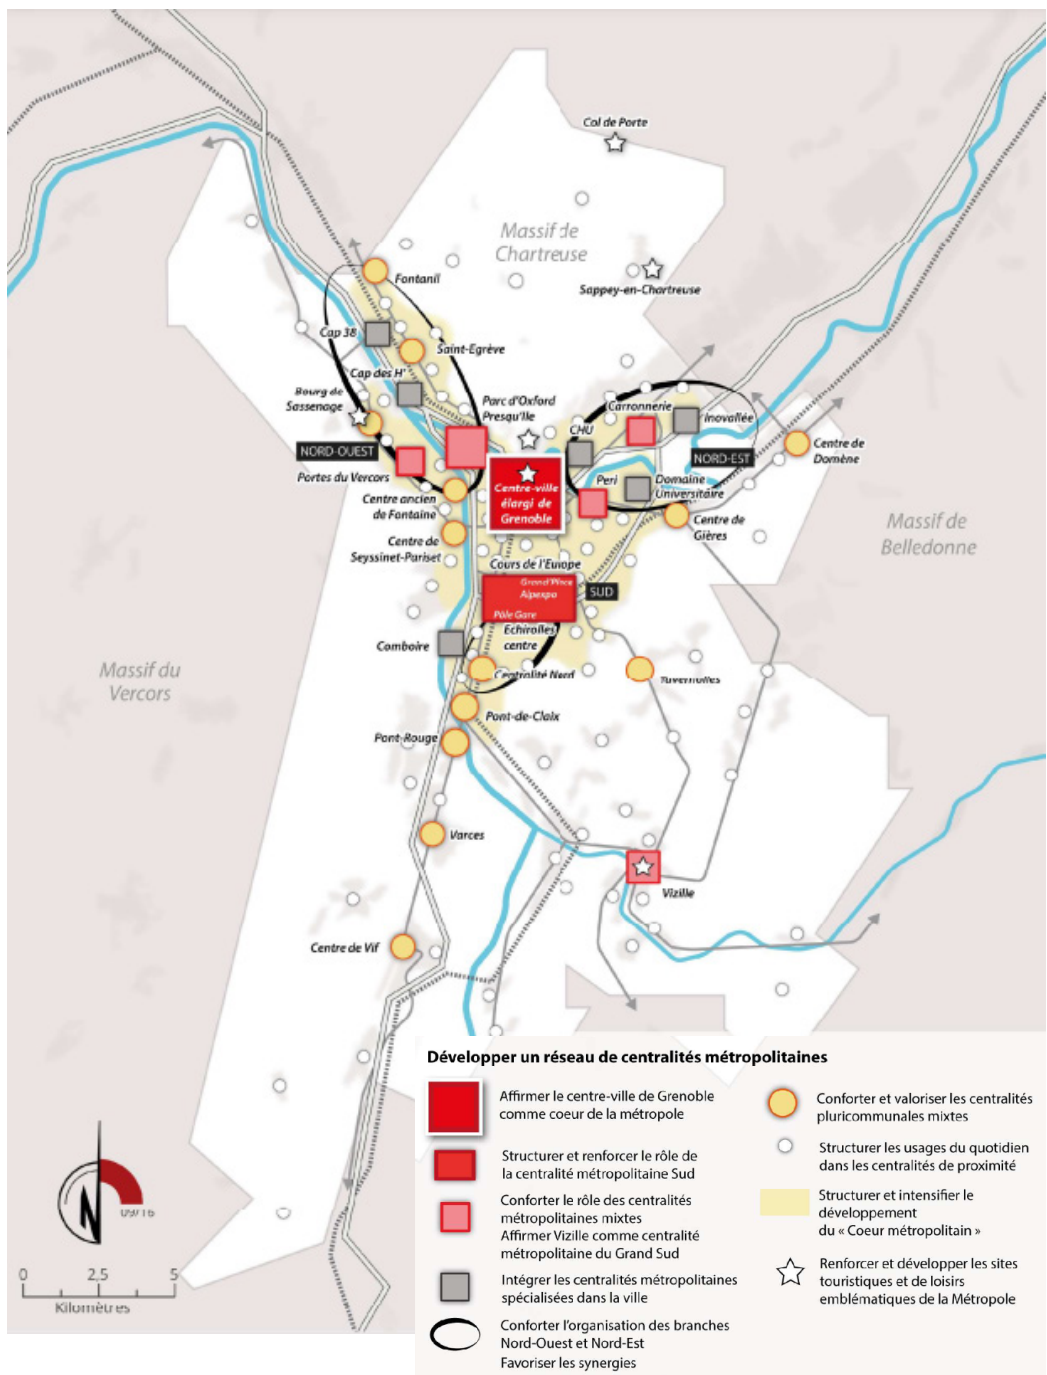 Col de Porte
Massif de
Chartreuse
Sappey-en-Chartreuse
Fontanil
Cap 38
Saint-Egrève
Cap des H'
Bourg de
Sassenage
Parc d'Oxford
Presqu'île
Carronnerie
CHU
Inovallée
NORD-OUEST
NORD-EST
Centre de
Domène
Portes du Vercors
Peri
Domaine
Universitaire
Centre-ville
élargi de
Grenoble
Centre ancien
de Fontaine
Centre de
Gières
Massif de
Belledonne
Centre de
Seyssinet-Pariset
Cours de l'Europe
Grand'Place
Alpexpo
SUD
Pôle Gare
Echirolles
centre
Comboire
Massif du
Vercors
Centralité Nord
Tavernolles
Pont-de-Claix
Pont-Rouge
Varces
Vizille
Centre de Vif
09/16
N
0 2,5 5
Kilomètres
Développer un réseau de centralités métropolitaines
Affirmer le centre-ville de Grenoble
comme coeur de la métropole
Structurer et renforcer le rôle de
la centralité métropolitaine Sud
Conforter le rôle des centralités
métropolitaines mixtes
Affirmer Vizille comme centralité
métropolitaine du Grand Sud
Intégrer les centralités métropolitaines
spécialisées dans la ville
Conforter l'organisation des branches
Nord-Ouest et Nord-Est
Favoriser les synergies
Conforter et valoriser les centralités
pluricommunales mixtes
Structurer les usages du quotidien
dans les centralités de proximité
Structurer et intensifier le
développement
du « Coeur métropolitain »
Renforcer et développer les sites
touristiques et de loisirs
emblématiques de la Métropole